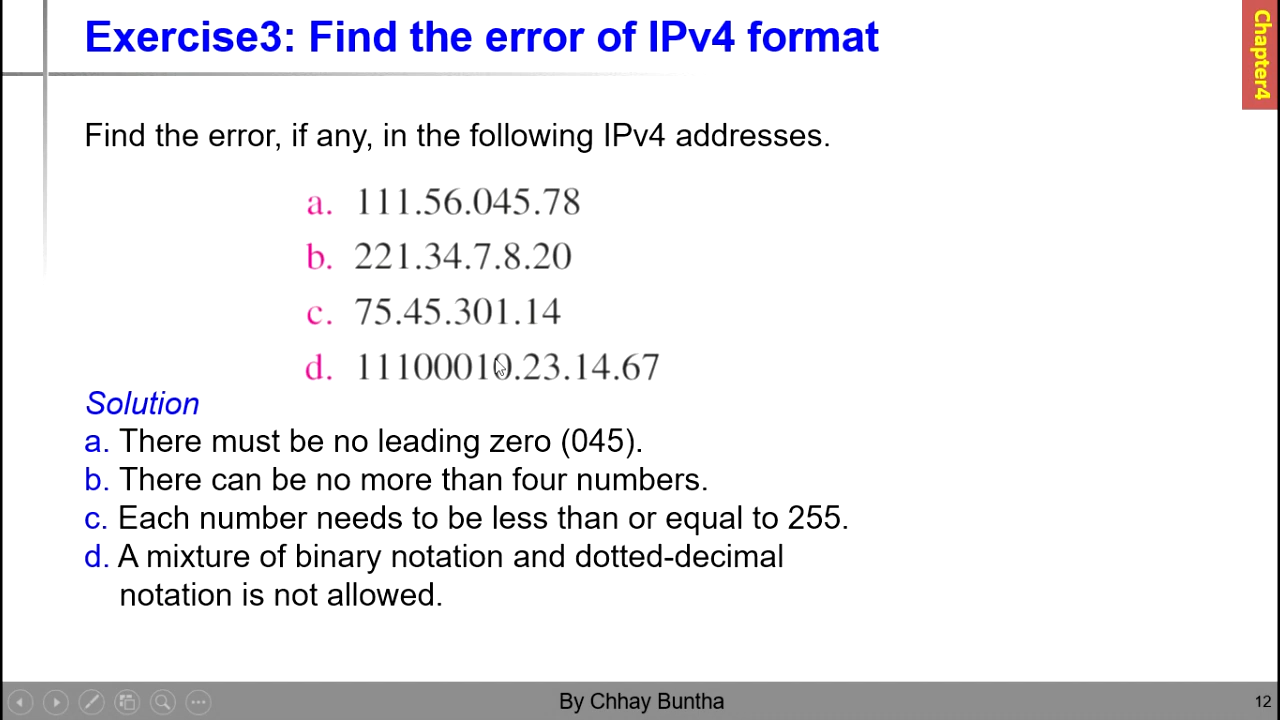 Exercise3: Find the error of IPv4 format
Chapter4
Find the error, if any, in the following IPv4 addresses.
a. 111.56.045.78
b. 221.34.7.8.20
c. 75.45.301.14
d. 11100010.23.14.67
Solution
a. There must be no leading zero (045).
b. There can be no more than four numbers.
c. Each number needs to be less than or equal to 255.
d. A mixture of binary notation and dotted-decimal
notation is not allowed.
By Chhay Buntha
12